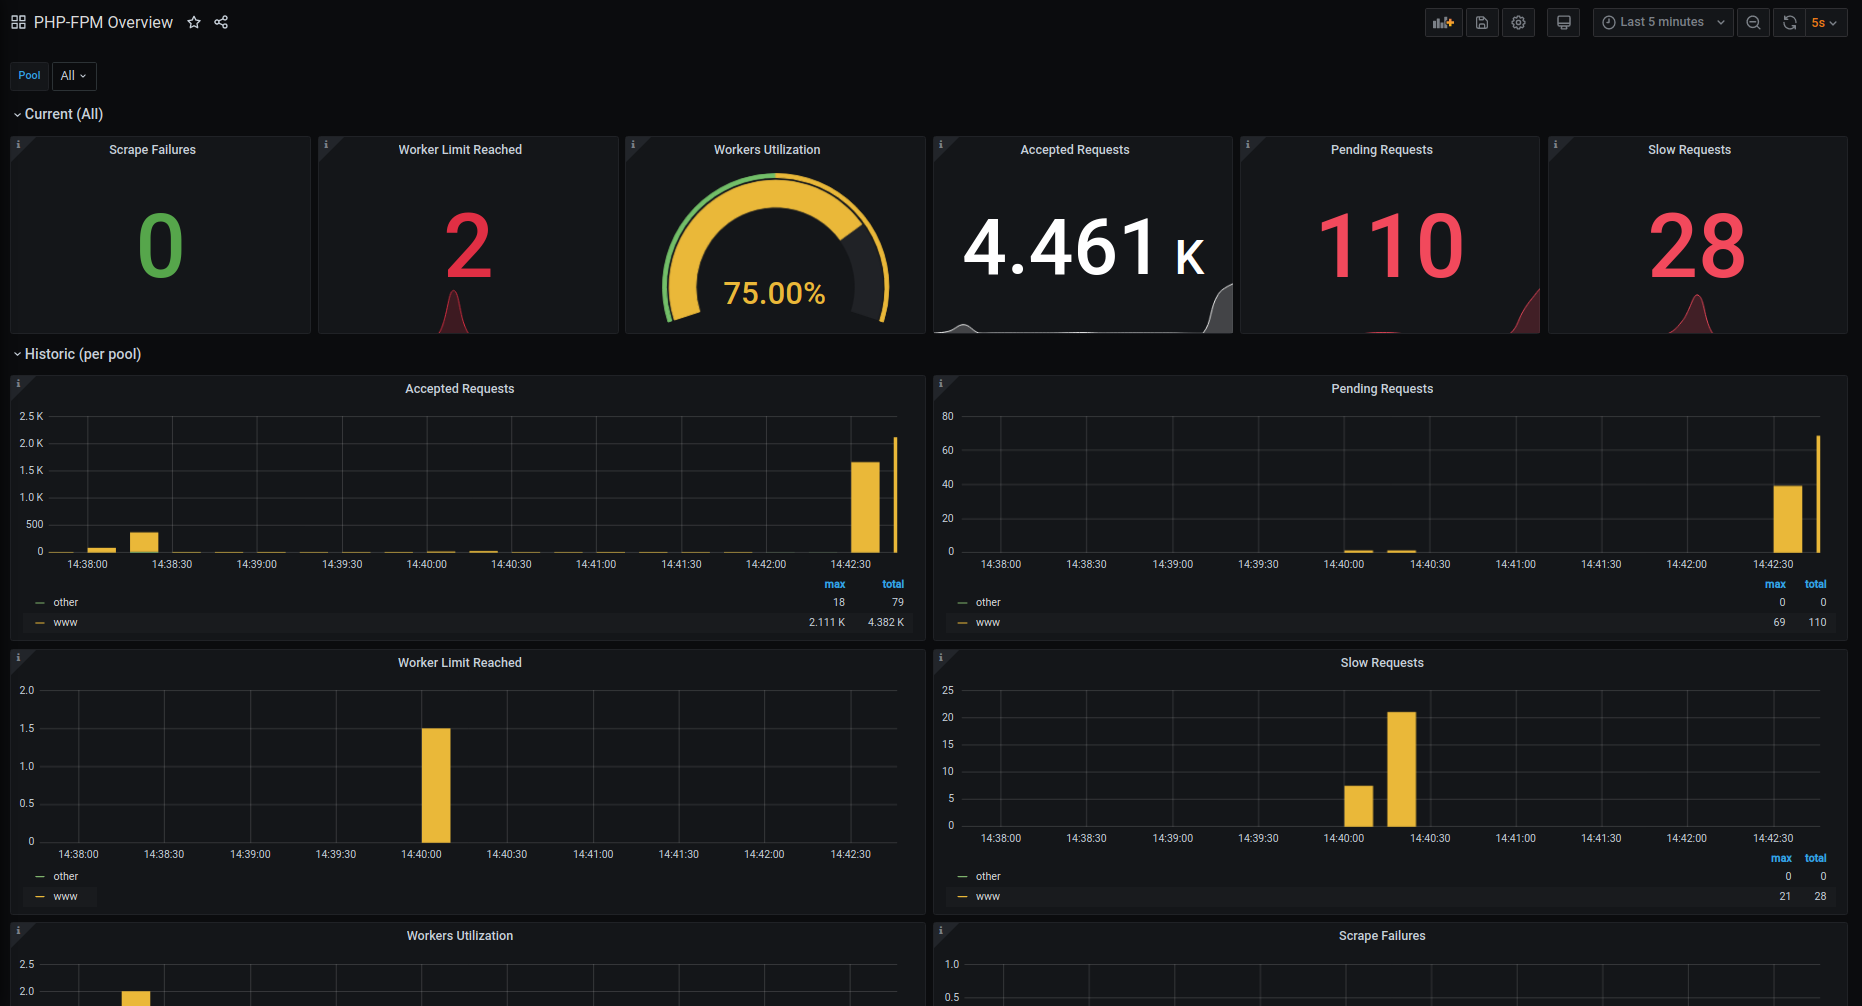 PHP-FPM Overview
Last 5 minutes
5s
Pool All
Current (All)
Scrape Failures
0
Worker Limit Reached
2
Workers Utilization
75.00%
Accepted Requests
4.461 K
Pending Requests
110
Slow Requests
28
Historic (per pool)
Accepted Requests
2.5 K
2.0 K
1.5 K
1.0 K
500
0
14:38:00 14:38:30 14:39:00 14:39:30 14:40:00 14:40:30 14:41:00 14:41:30 14:42:00 14:42:30
max total
other 18 79
www 2.111 K 4.382 K
Pending Requests
80
60
40
20
0
14:38:00 14:38:30 14:39:00 14:39:30 14:40:00 14:40:30 14:41:00 14:41:30 14:42:00 14:42:30
max total
other 0 0
www 69 110
Worker Limit Reached
2.0
1.5
1.0
0.5
0
14:38:00 14:38:30 14:39:00 14:39:30 14:40:00 14:40:30 14:41:00 14:41:30 14:42:00 14:42:30
other
www
Slow Requests
25
20
15
10
5
0
14:38:00 14:38:30 14:39:00 14:39:30 14:40:00 14:40:30 14:41:00 14:41:30 14:42:00 14:42:30
max total
other 0 0
www 21 28
Workers Utilization
2.5
2.0
Scrape Failures
1.0
0.5